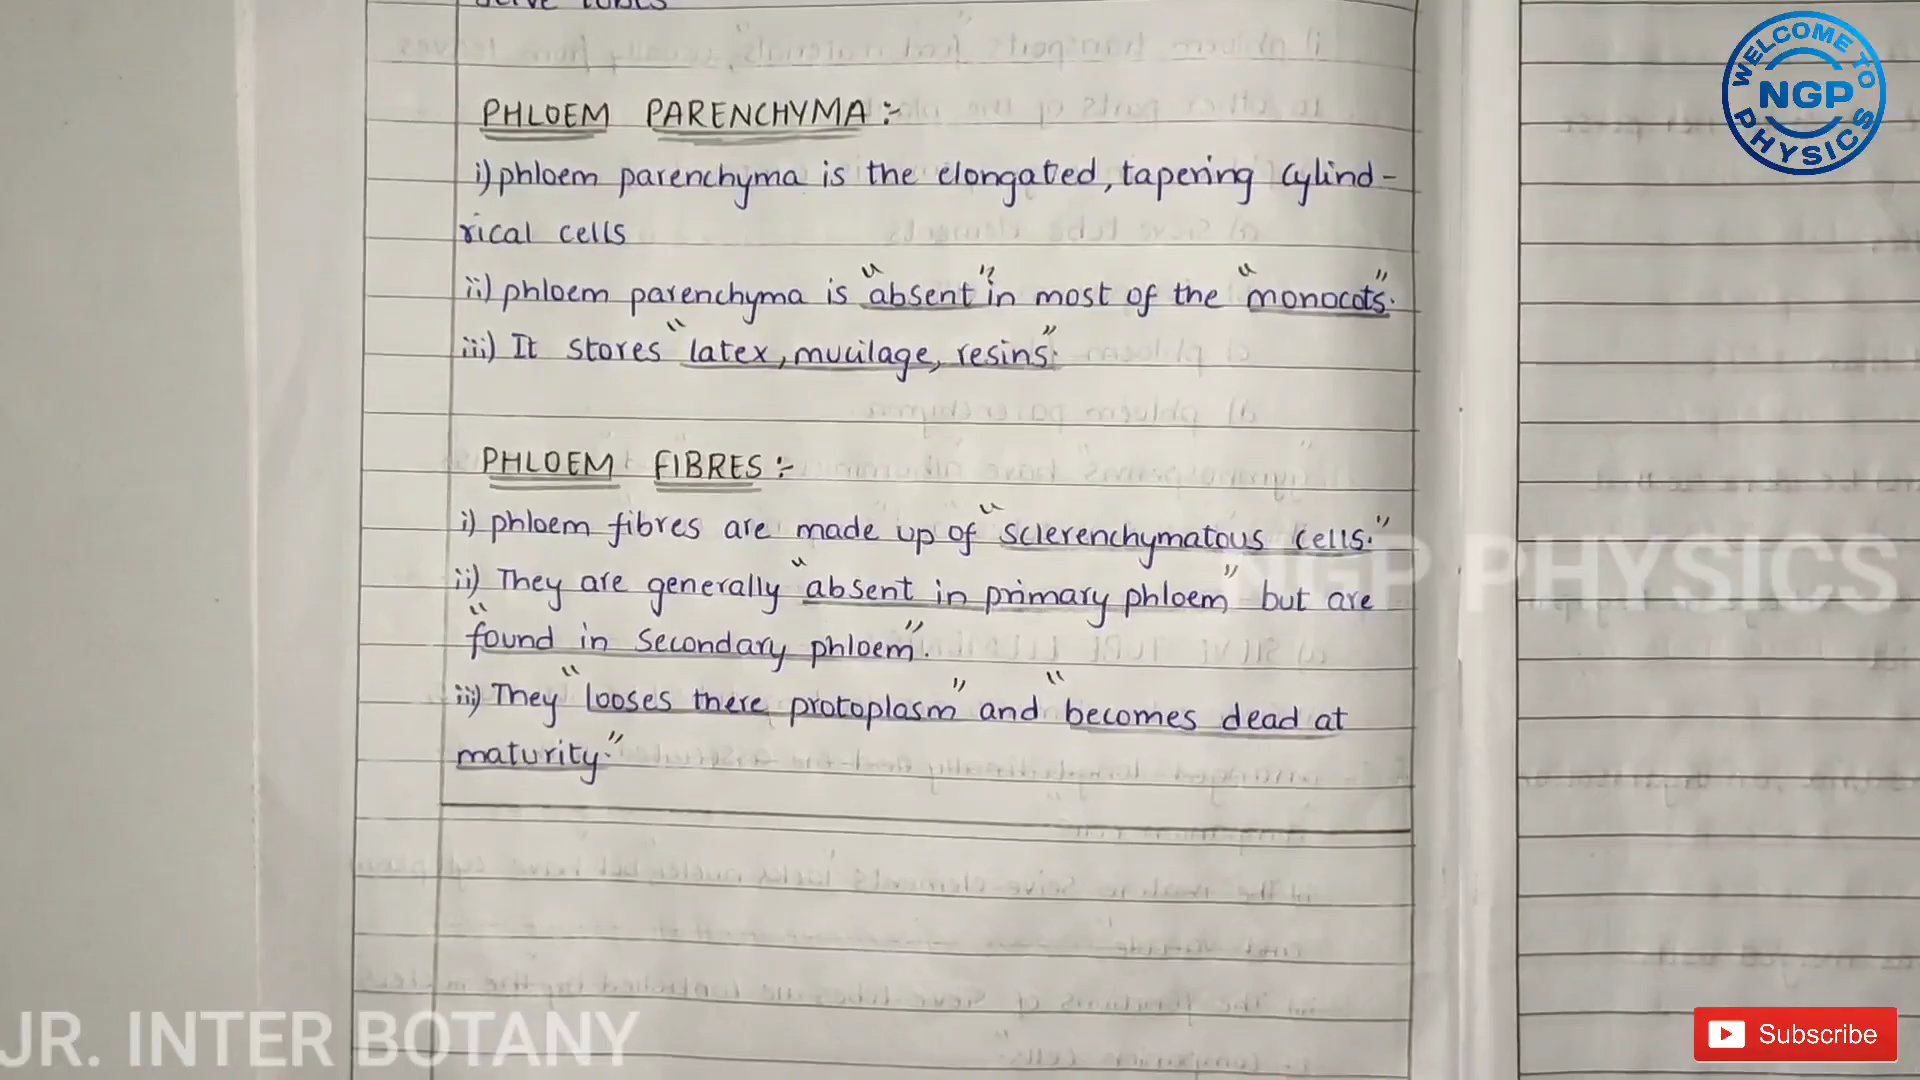 PHLOEM PARENCHYMA :-
i) phloem parenchyma is the elongated, tapering cylind-
rical cells
ii) phloem parenchyma is "absent" in most of the "monocots."
iii) It stores "latex, mucilage, resins."
PHLOEM FIBRES :-
i) phloem fibres are made up of "sclerenchymatous cells."
ii) They are generally "absent in primary phloem" but are
"found in secondary phloem".
iii) They "looses there protoplasm" and "becomes dead at
maturity."
WELCOME TO
NGP
PHYSICS
NGP PHYSICS
JR. INTER BOTANY
Subscribe